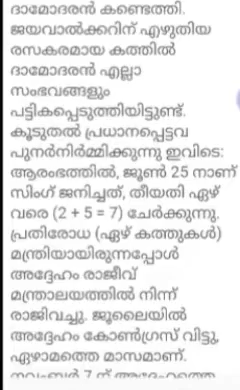 ദാമോദരൻ കണ്ടെത്തി.
ജയവാൽക്കറിന് എഴുതിയ
രസകരമായ കത്തിൽ
ദാമോദരൻ എല്ലാ
സംഭവങ്ങളും
പട്ടികപ്പെടുത്തിയിട്ടുണ്ട്.
കൂടുതൽ പ്രധാനപ്പെട്ടവ
പുനർനിർമ്മിക്കുന്നു ഇവിടെ:
ആരംഭത്തിൽ, ജൂൺ 25 നാണ്
സിംഗ് ജനിച്ചത്, തീയതി ഏഴ്
വരെ (2 + 5 = 7) ചേർക്കുന്നു.
പ്രതിരോധ (ഏഴ് കത്തുകൾ)
മന്ത്രിയായിരുന്നപ്പോൾ
അദ്ദേഹം രാജീവ്
മന്ത്രാലയത്തിൽ നിന്ന്
രാജിവച്ചു. ജൂലൈയിൽ
അദ്ദേഹം കോൺഗ്രസ് വിട്ടു,
ഏഴാമത്തെ മാസമാണ്.